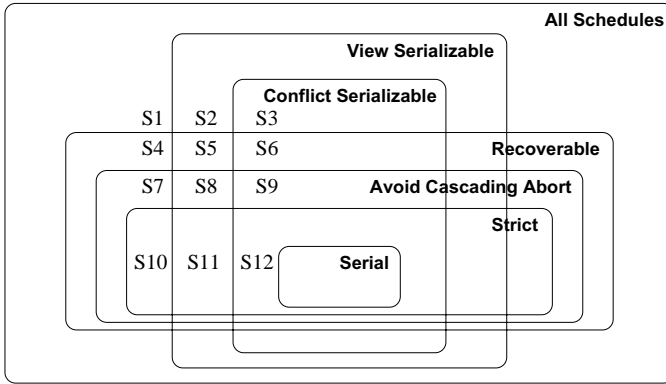 All Schedules
View Serializable
Conflict Serializable
S1 S2 S3
S4 S5 S6 Recoverable
S7 S8 S9 Avoid Cascading Abort
Strict
S10 S11 S12 Serial